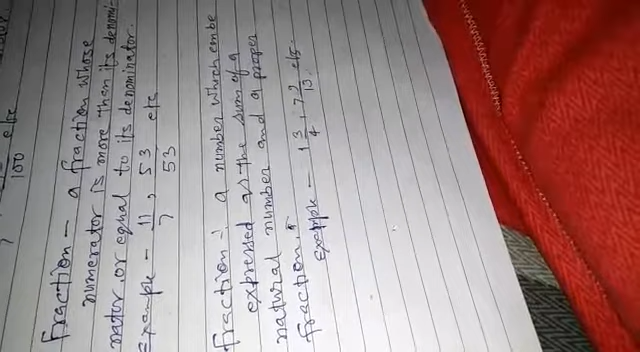 100 etc
fraction - a fraction whose
numerator is more than its denomi-
nator or equal to its denominator.
Example - 11/7, 53/53 etc
fraction :- a number which can be
expressed as the sum of a
natural number and a proper
fraction.
Example - 1 3/4, 7 2/13